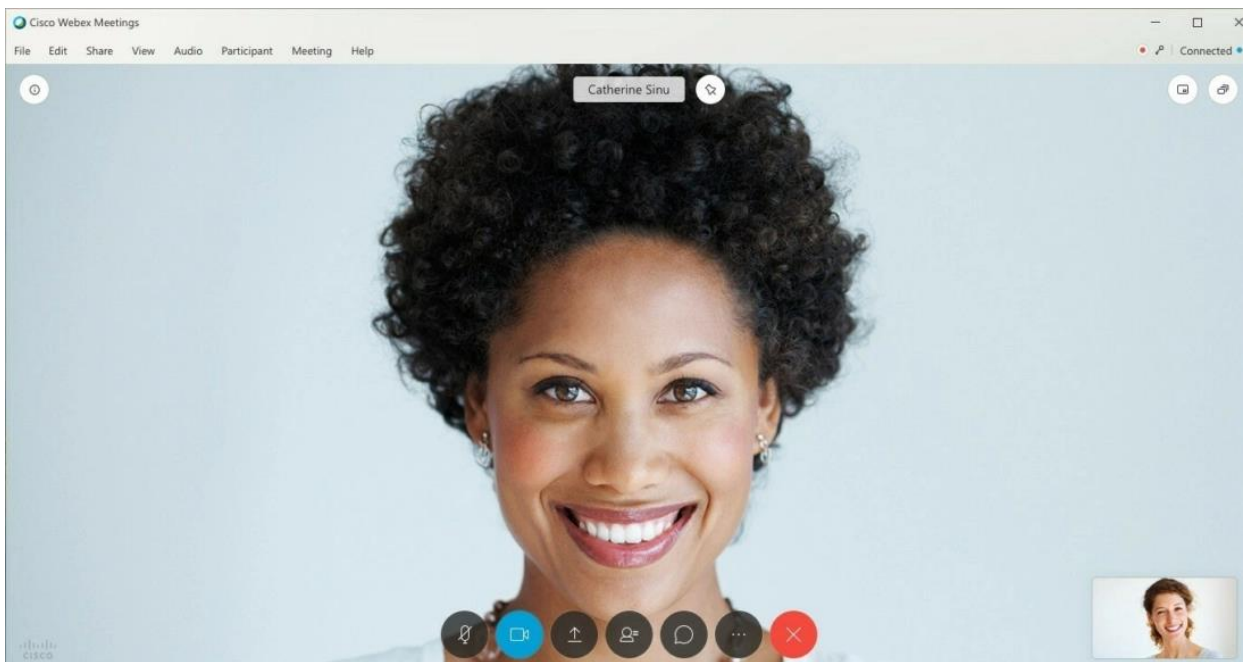 Cisco Webex Meetings
File Edit Share View Audio Participant Meeting Help Connected
Catherine Sinu
CISCO